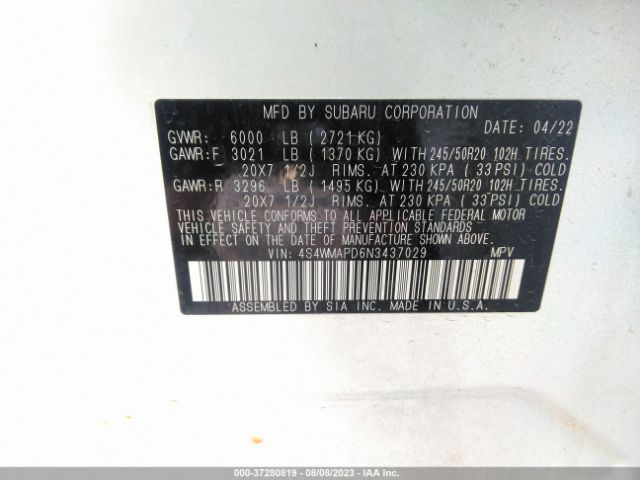 MFD BY SUBARU CORPORATION
DATE: 04/22
GVWR: 6000 LB ( 2721 KG)
GAWR:F 3021 LB ( 1370 KG) WITH 245/50R20 102H TIRES.
20X7 1/2J RIMS. AT 230 KPA ( 33 PSI) COLD
GAWR:R 3296 LB ( 1495 KG) WITH 245/50R20 102H TIRES.
20X7 1/2J RIMS. AT 230 KPA ( 33 PSI) COLD
THIS VEHICLE CONFORMS TO ALL APPLICABLE FEDERAL MOTOR
VEHICLE SAFETY AND THEFT PREVENTION STANDARDS
IN EFFECT ON THE DATE OF MANUFACTURE SHOWN ABOVE.
VIN: 4S4WMAPD6N3437029 MPV
ASSEMBLED BY SIA INC. MADE IN U.S.A.
000-37280819 - 08/08/2023 - IAA Inc.